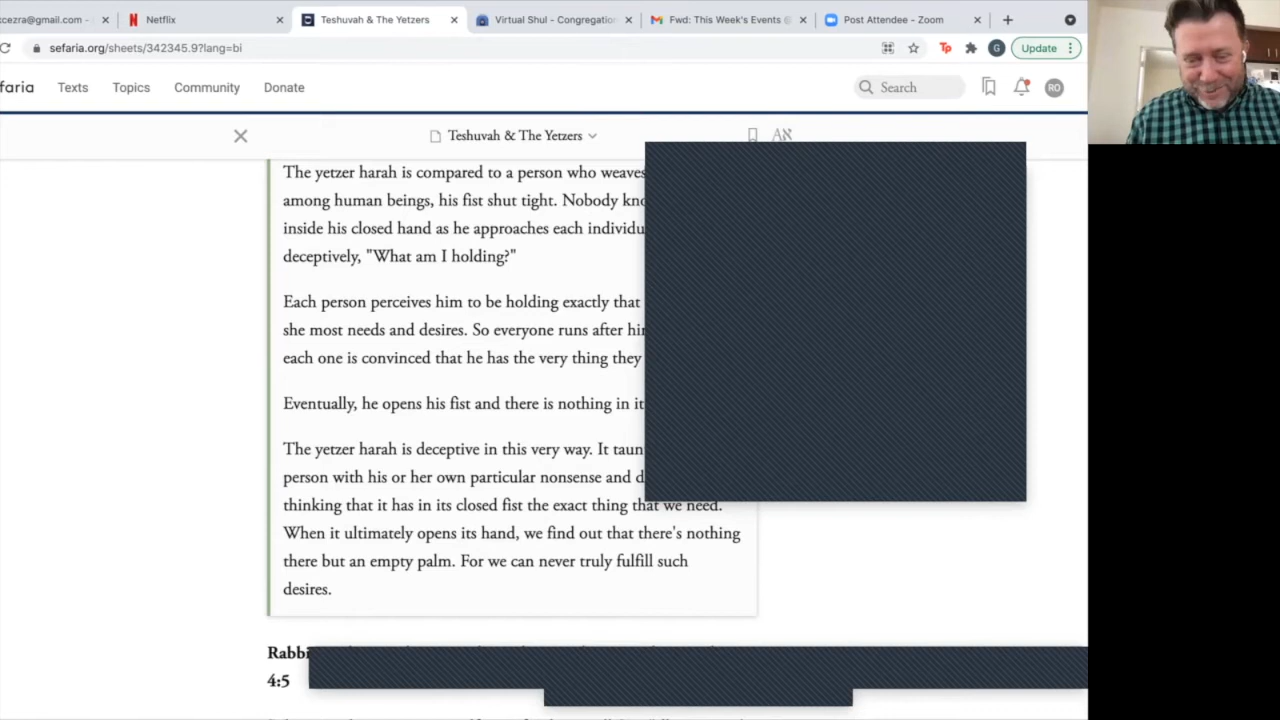 kcezra@gmail.com - Netflix Teshuvah & The Yetzers Virtual Shul - Congregation Fwd: This Week's Events @ Post Attendee - Zoom
sefaria.org/sheets/342345.9?lang=bi Tp G Update
faria Texts Topics Community Donate Search RO
Teshuvah & The Yetzers Aא
The yetzer harah is compared to a person who weaves
among human beings, his fist shut tight. Nobody
inside his closed hand as he approaches each
deceptively, "What am I holding?"
Each person perceives him to be holding exactly that
she most needs and desires. So everyone runs after
each one is convinced that he has the very thing they
Eventually, he opens his fist and there is nothing in
The yetzer harah is deceptive in this very way. It
person with his or her own particular nonsense and
thinking that it has in its closed fist the exact thing that we need.
When it ultimately opens its hand, we find out that there's nothing
there but an empty palm. For we can never truly fulfill such
desires.
Rabbi
4:5